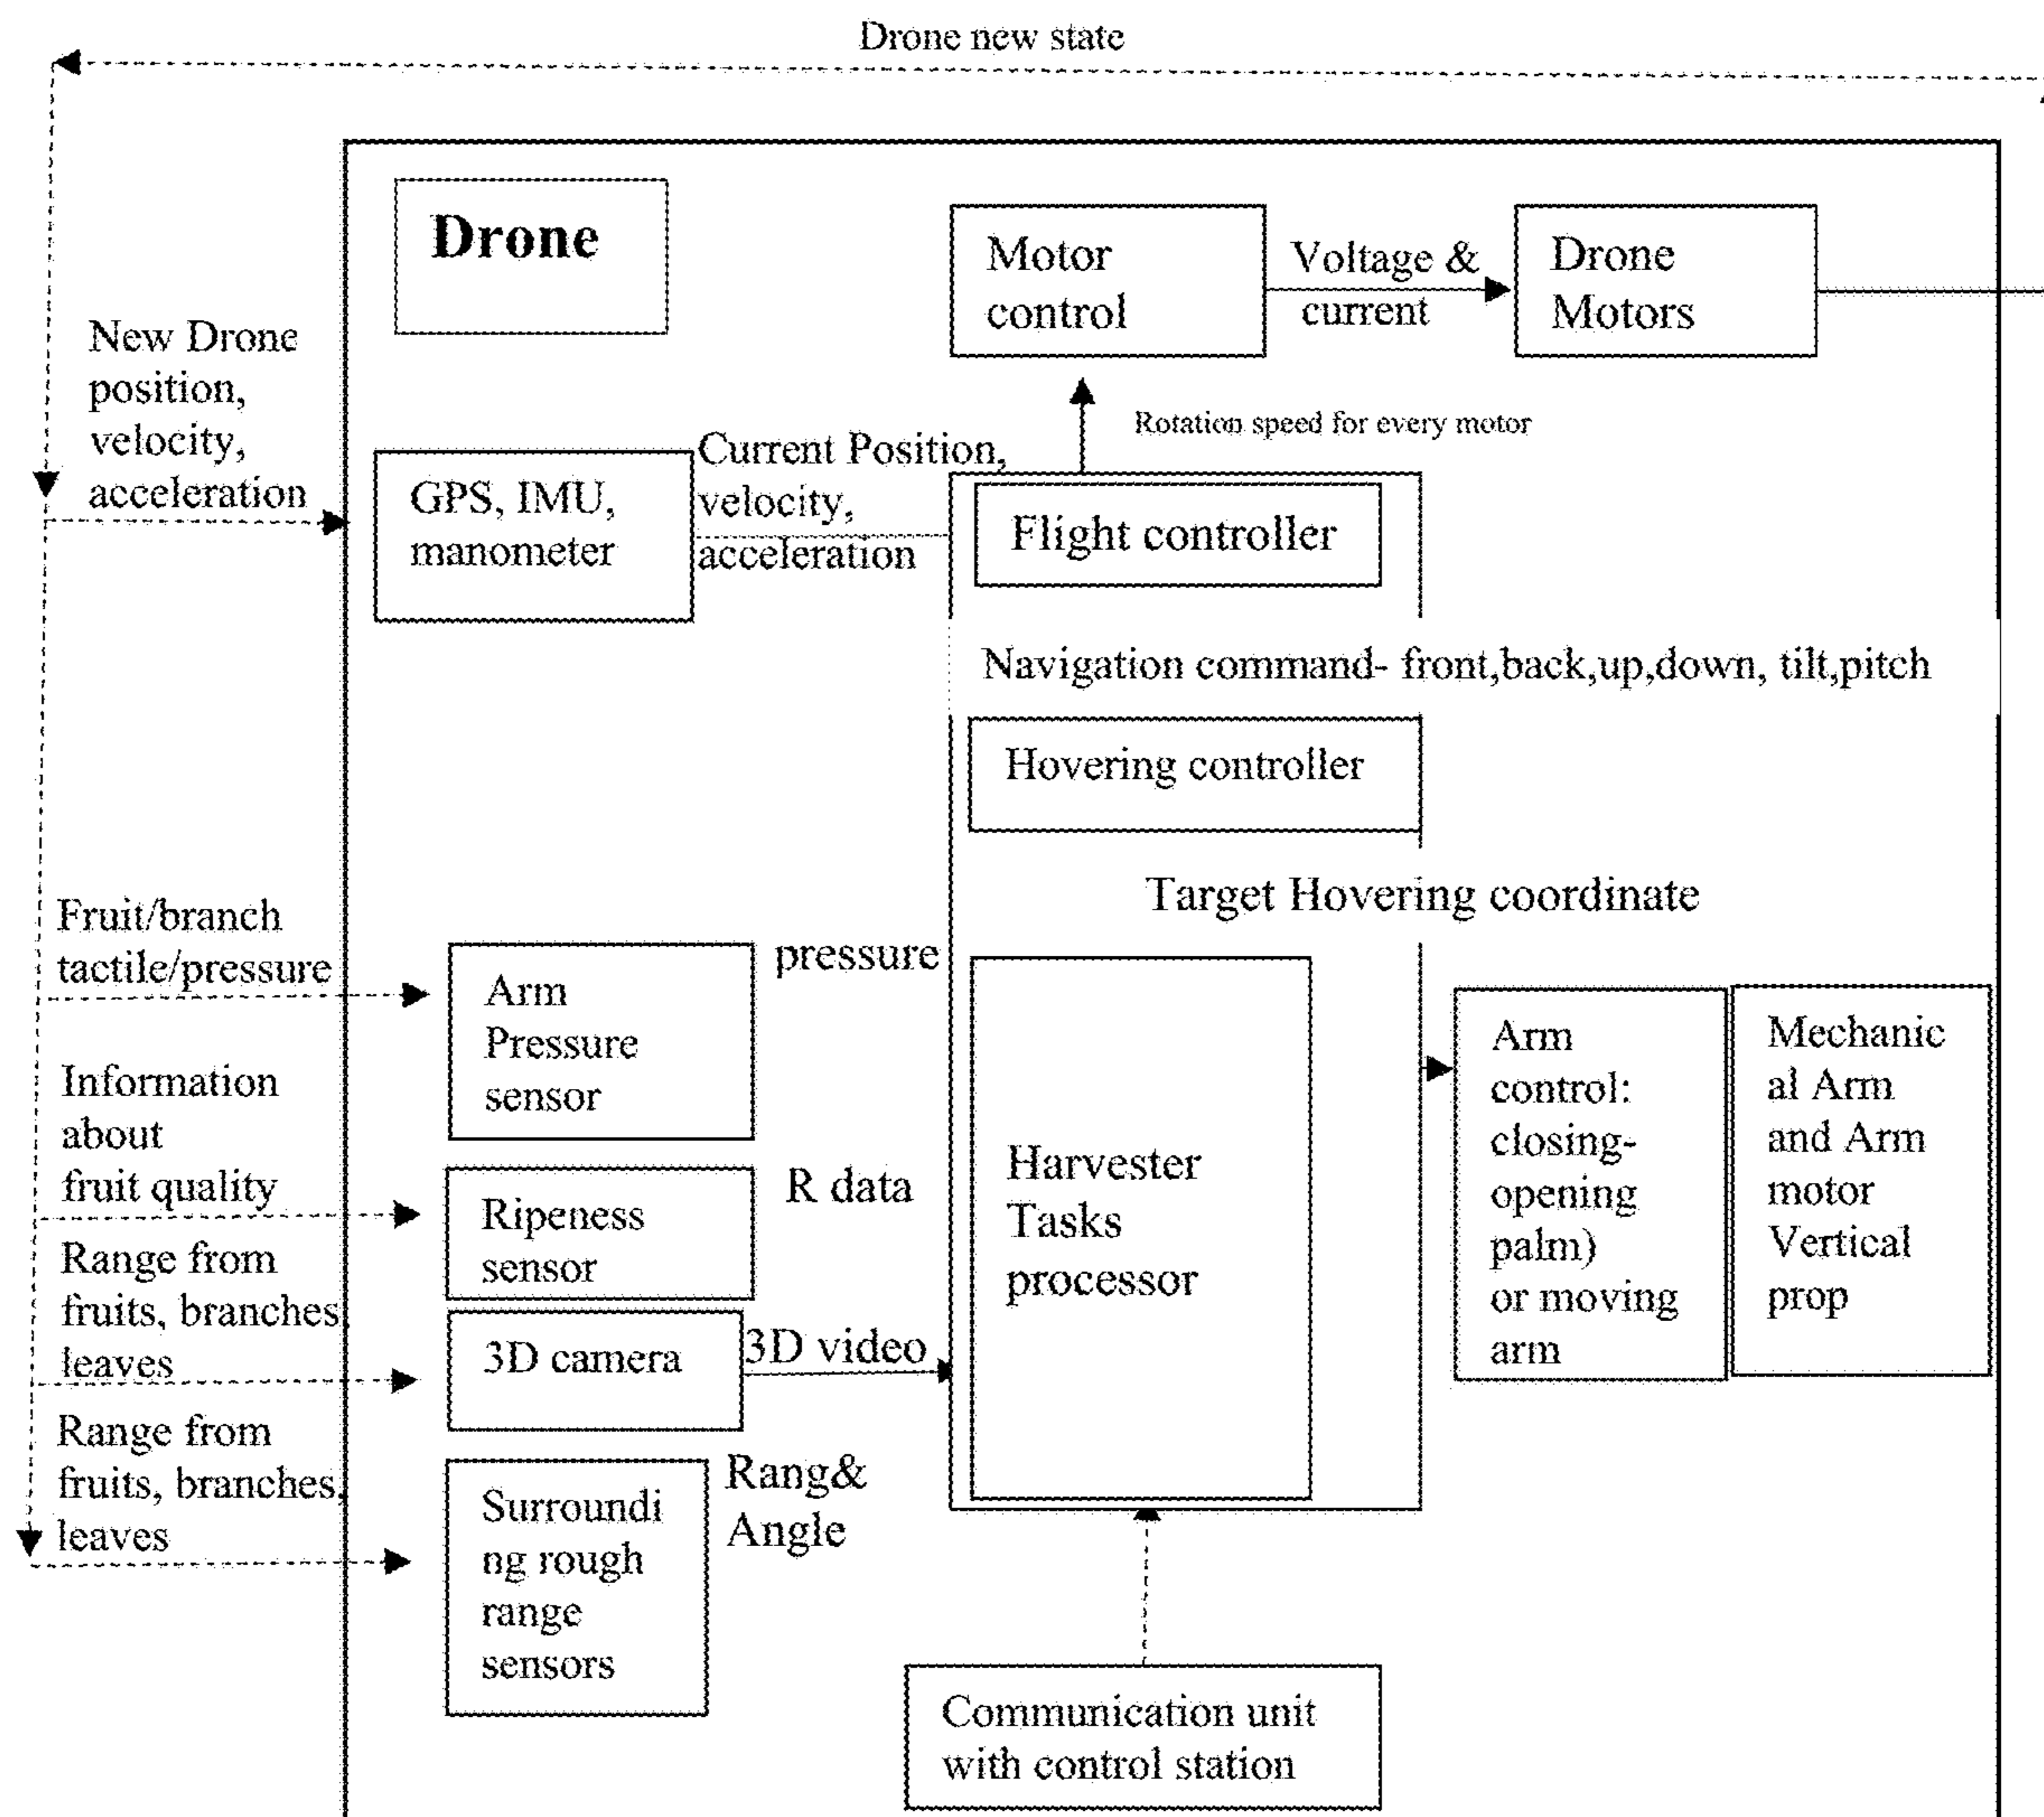 Drone new state
Drone
Motor
control
Voltage &
current
Drone
Motors
New Drone
position,
velocity,
acceleration
Rotation speed for every motor
GPS, IMU,
manometer
Current Position,
velocity,
acceleration
Flight controller
Navigation command- front,back,up,down, tilt,pitch
Hovering controller
Target Hovering coordinate
Fruit/branch
tactile/pressure
Arm
Pressure
sensor
pressure
Information
about
fruit quality
Ripeness
sensor
R data
Range from
fruits, branches
leaves
3D camera
3D video
Range from
fruits, branches,
leaves
Surroundi
ng rough
range
sensors
Rang&
Angle
Harvester
Tasks
processor
Arm
control:
closing-
opening
palm)
or moving
arm
Mechanic
al Arm
and Arm
motor
Vertical
prop
Communication unit
with control station